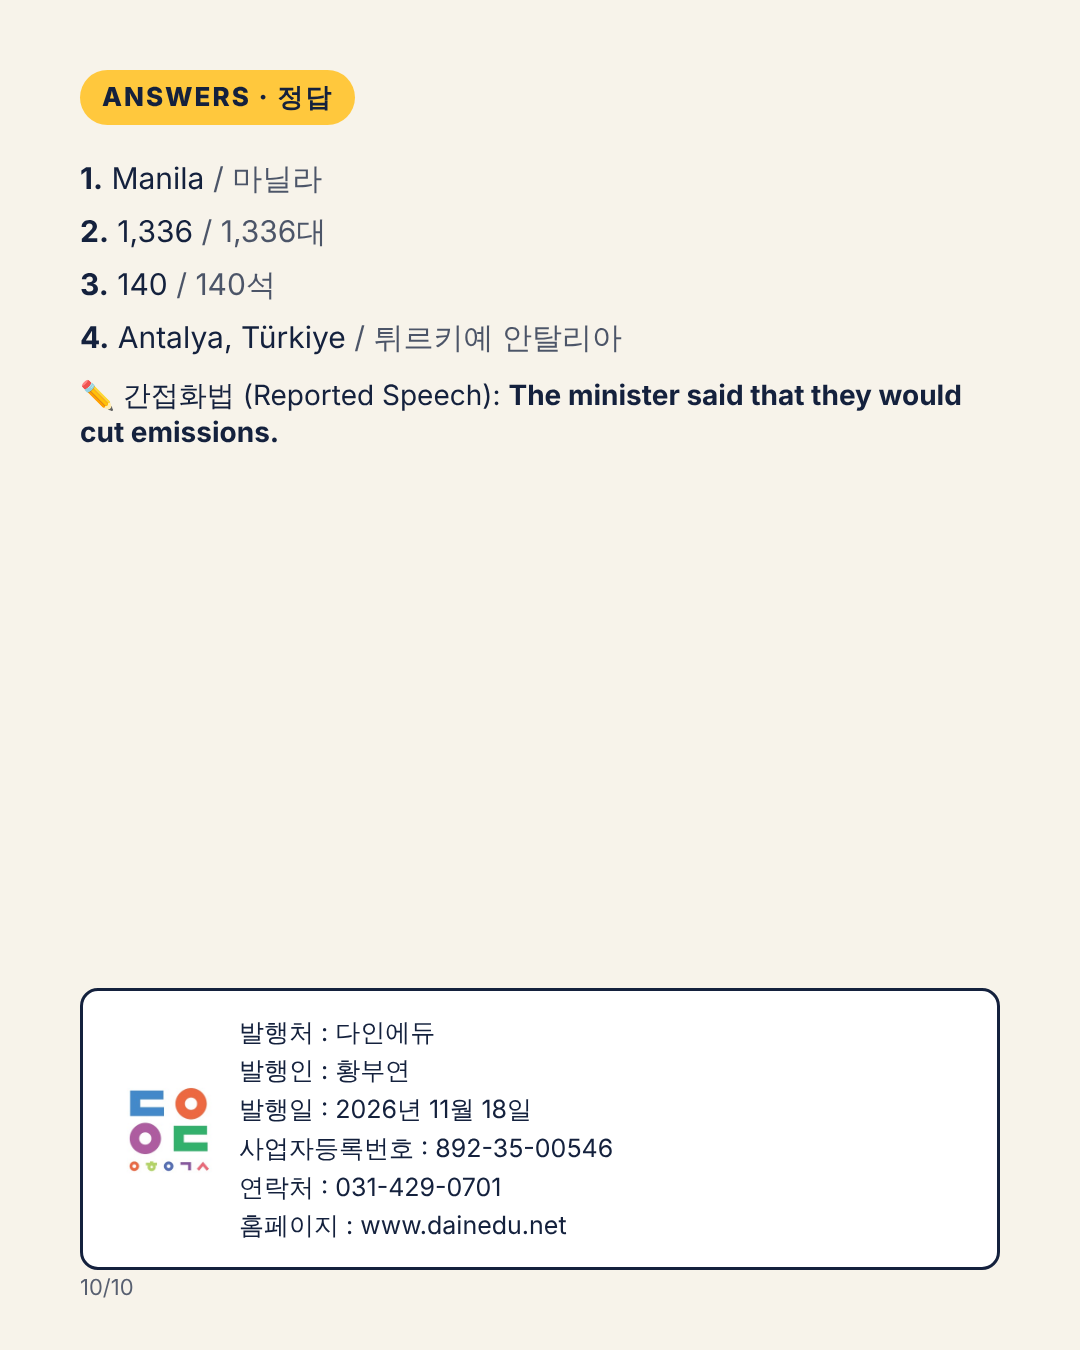 ANSWERS · 정답
1. Manila / 마닐라
2. 1,336 / 1,336대
3. 140 / 140석
4. Antalya, Türkiye / 튀르키예 안탈리아
✏️ 간접화법 (Reported Speech): The minister said that they would
cut emissions.
발행처 : 다인에듀
발행인 : 황부연
발행일 : 2026년 11월 18일
사업자등록번호 : 892-35-00546
연락처 : 031-429-0701
홈페이지 : www.dainedu.net
10/10